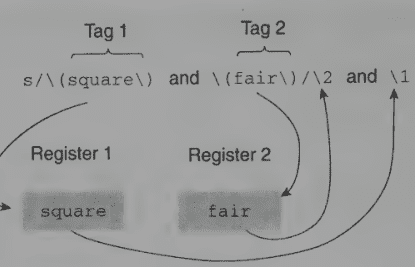 Tag 1 Tag 2
s/\(square\) and \(fair\)/\2 and \1
Register 1 Register 2
square fair